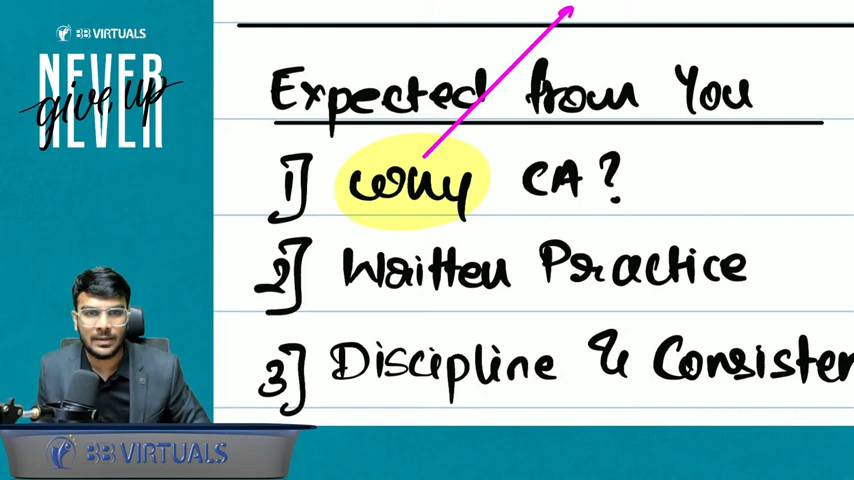 BB VIRTUALS
NEVER
give up
NEVER
Expected from You
1] Why CA?
2] Written Practice
3] Discipline & Consisten
BB VIRTUALS